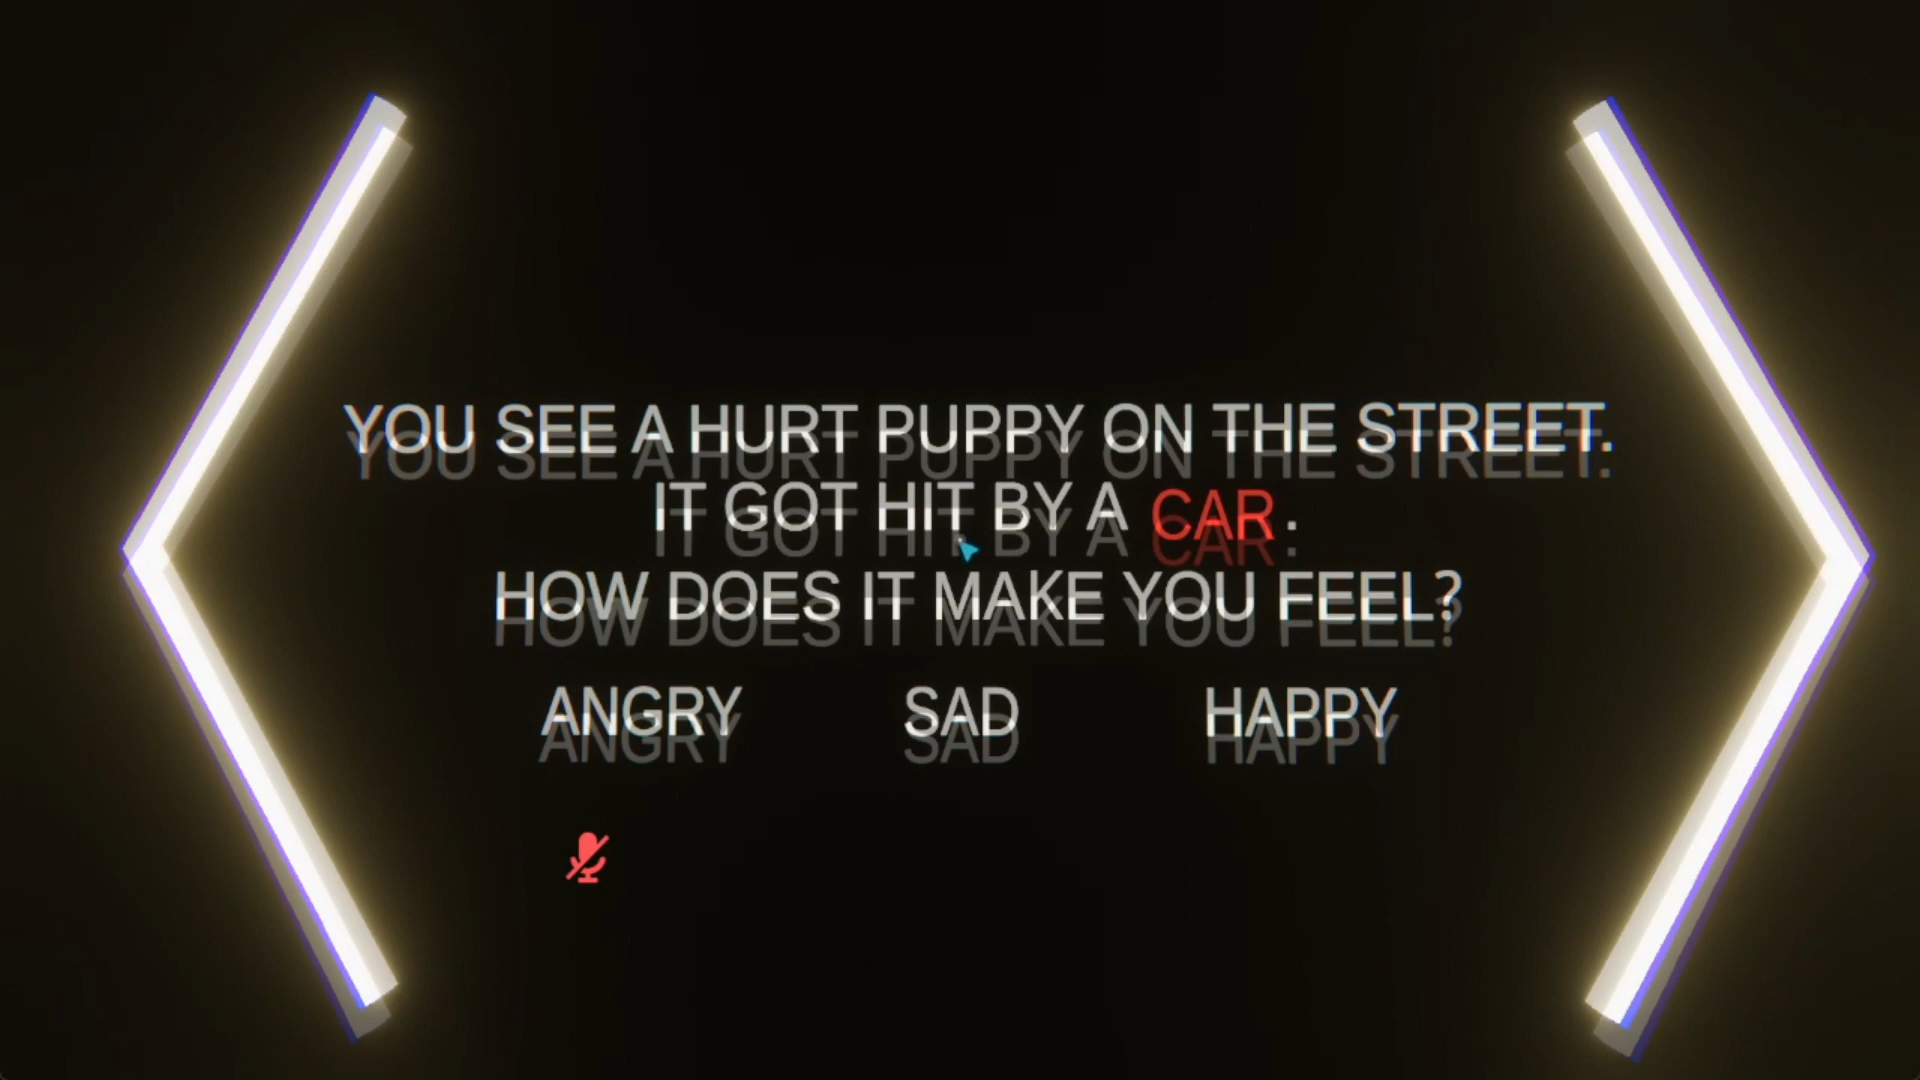 YOU SEE A HURT PUPPY ON THE STREET.
IT GOT HIT BY A CAR:
HOW DOES IT MAKE YOU FEEL?
ANGRY SAD HAPPY